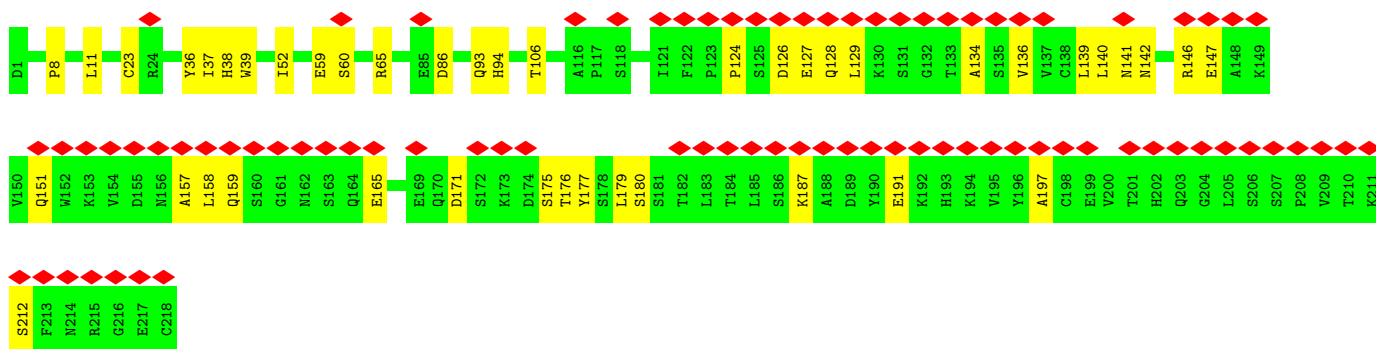 D1 P8 L11 C23 R24 Y36 I37 H38 W39 I52 E59 S60 R65 E85 D86 Q93 H94 T106 A116 P117 S118 I121 F122 P123 P124 S125 D126 E127 Q128 L129 K130 S131 G132 T133 A134 S135 V136 V137 C138 L139 L140 N141 N142 R146 E147 A148 K149
V150 Q151 W152 K153 V154 D155 N156 A157 L158 Q159 S160 G161 N162 S163 Q164 E165 E169 Q170 D171 S172 K173 D174 S175 T176 Y177 S178 L179 S180 S181 T182 L183 T184 L185 S186 K187 A188 D189 Y190 E191 K192 H193 K194 V195 Y196 A197 C198 E199 V200 T201 H202 Q203 G204 L205 S206 S207 P208 V209 T210 K211
S212 F213 N214 R215 G216 E217 C218